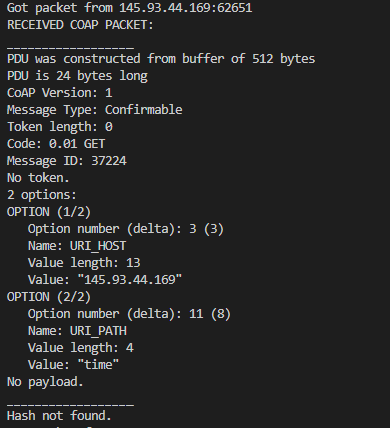 Got packet from 145.93.44.169:62651
RECEIVED COAP PACKET:
__________________
PDU was constructed from buffer of 512 bytes
PDU is 24 bytes long
CoAP Version: 1
Message Type: Confirmable
Token length: 0
Code: 0.01 GET
Message ID: 37224
No token.
2 options:
OPTION (1/2)
   Option number (delta): 3 (3)
   Name: URI_HOST
   Value length: 13
   Value: "145.93.44.169"
OPTION (2/2)
   Option number (delta): 11 (8)
   Name: URI_PATH
   Value length: 4
   Value: "time"
No payload.
__________________
Hash not found.